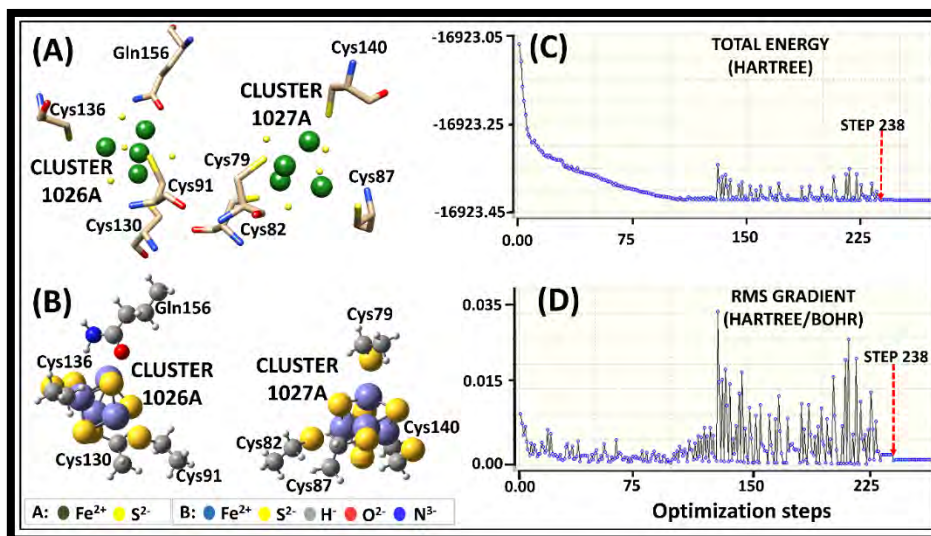 (A)
Gln156
Cys140
Cys136
CLUSTER
1027A
CLUSTER
1026A
Cys79
Cys91
Cys87
Cys130
Cys82
(B)
Gln156
Cys79
Cys136
CLUSTER
1026A
CLUSTER
1027A
Cys82
Cys140
Cys130
Cys91
Cys87
A: Fe²⁺ S²⁻ B: Fe²⁺ S²⁻ H⁻ O²⁻ N³⁻
-16923.05
(C)
TOTAL ENERGY
(HARTREE)
-16923.25
STEP 238
-16923.45
0.00 75 150 225
0.035
(D)
RMS GRADIENT
(HARTREE/BOHR)
STEP 238
0.015
0.00
0.00 75 150 225
Optimization steps